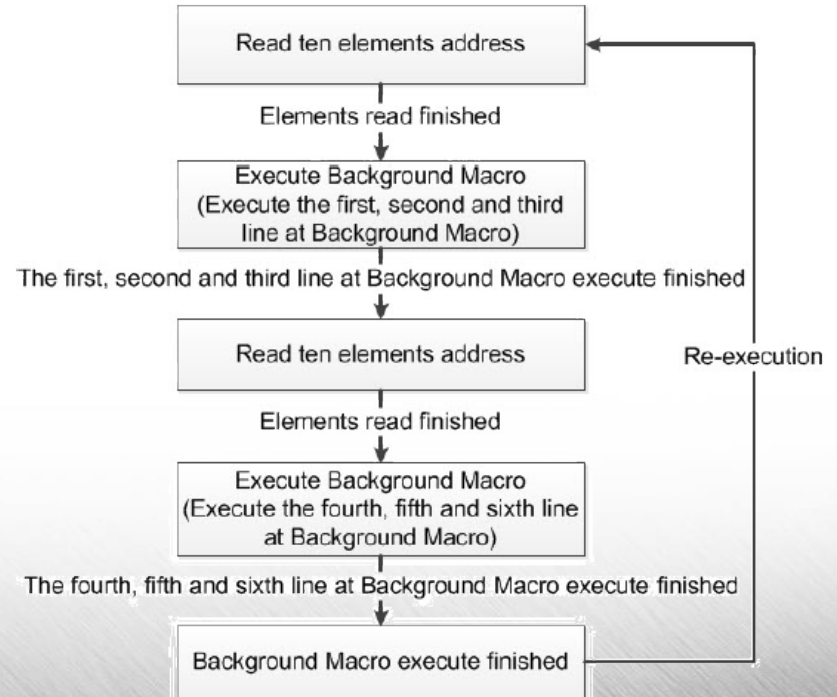 Read ten elements address
Elements read finished
Execute Background Macro
(Execute the first, second and third
line at Background Macro)
The first, second and third line at Background Macro execute finished
Read ten elements address
Re-execution
Elements read finished
Execute Background Macro
(Execute the fourth, fifth and sixth line
at Background Macro)
The fourth, fifth and sixth line at Background Macro execute finished
Background Macro execute finished